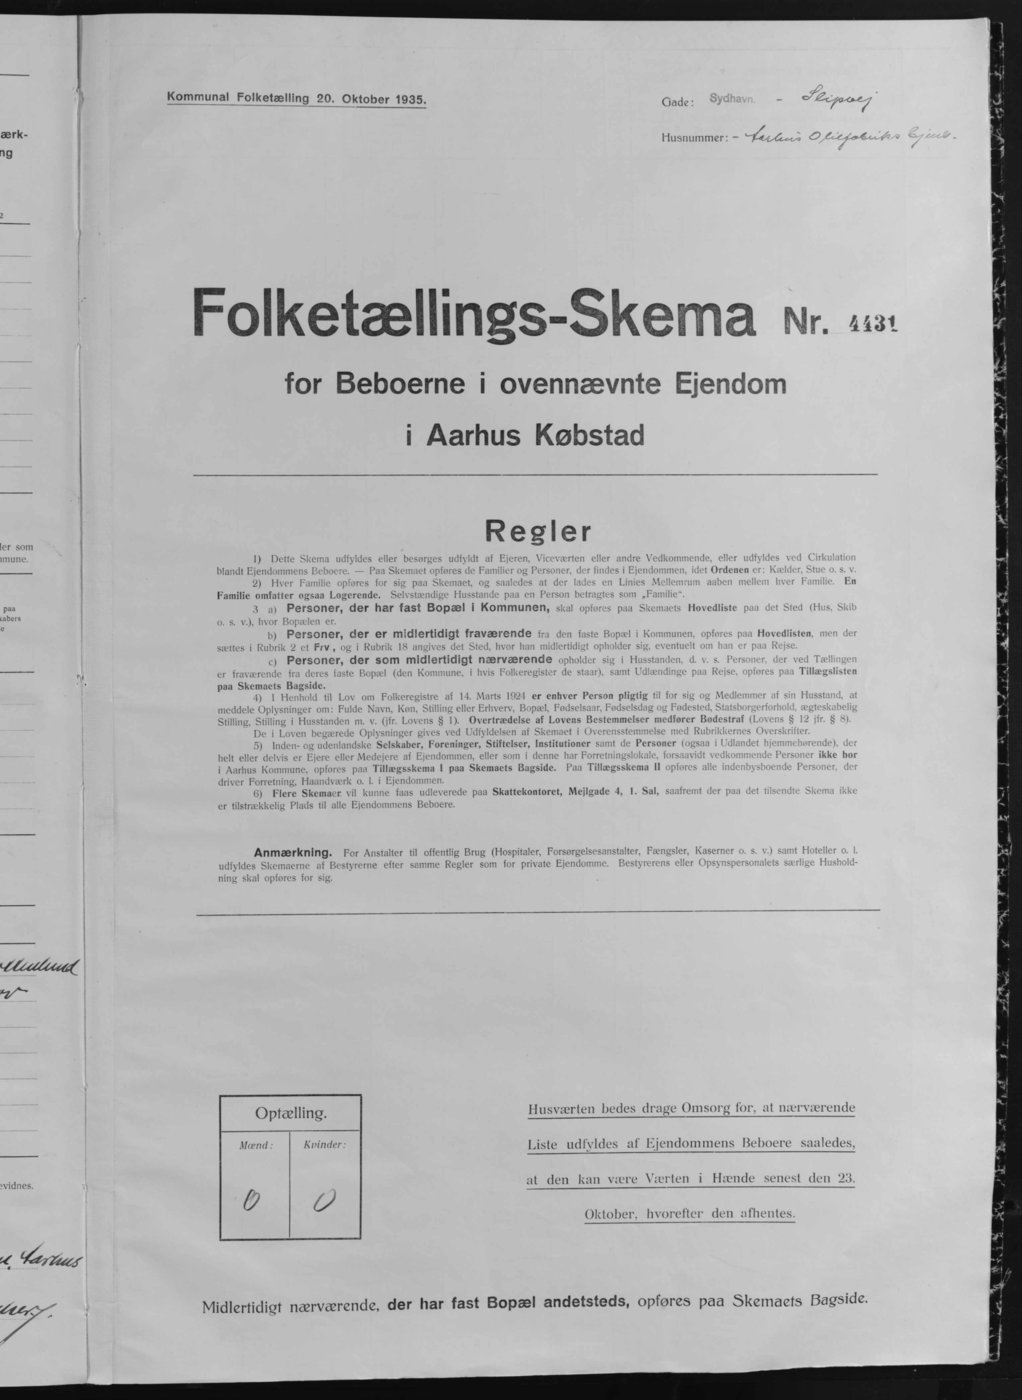 Kommunal Folketælling 20. Oktober 1935.
Gade: Sydhavn. - Slipvej
Husnummer: - Aarhus Oliefabriks Ejend.
Folketællings-Skema Nr. 4431
for Beboerne i ovennævnte Ejendom
i Aarhus Købstad
Regler
1) Dette Skema udfyldes eller besørges udfyldt af Ejeren, Viceværten eller andre Vedkommende, eller udfyldes ved Cirkulation
blandt Ejendommens Beboere. — Paa Skemaet opføres de Familier og Personer, der findes i Ejendommen, idet Ordenen er: Kælder, Stue o. s. v.
2) Hver Familie opføres for sig paa Skemaet, og saaledes at der lades en Linies Mellemrum aaben mellem hver Familie. En
Familie omfatter ogsaa Logerende. Selvstændige Husstande paa en Person betragtes som „Familie“.
3 a) Personer, der har fast Bopæl i Kommunen, skal opføres paa Skemaets Hovedliste paa det Sted (Hus, Skib
o. s. v.), hvor Bopælen er.
b) Personer, der er midlertidigt fraværende fra den faste Bopæl i Kommunen, opføres paa Hovedlisten, men der
sættes i Rubrik 2 et Frv., og i Rubrik 18 angives det Sted, hvor han midlertidigt opholder sig, eventuelt om han er paa Rejse.
c) Personer, der som midlertidigt nærværende opholder sig i Husstanden, d. v. s. Personer, der ved Tællingen
er fraværende fra deres faste Bopæl (den Kommune, i hvis Folkeregister de staar), samt Udlændinge paa Rejse, opføres paa Tillægslisten
paa Skemaets Bagside.
4) I Henhold til Lov om Folkeregistre af 14. Marts 1924 er enhver Person pligtig til for sig og Medlemmer af sin Husstand, at
meddele Oplysninger om: Fulde Navn, Køn, Stilling eller Erhverv, Bopæl, Fødselsaar, Fødselsdag og Fødested, Statsborgerforhold, ægteskabelig
Stilling, Stilling i Husstanden m. v. (jfr. Lovens § 1). Overtrædelse af Lovens Bestemmelser medfører Bødestraf (Lovens § 12 jfr. § 8).
De i Loven begærede Oplysninger gives ved Udfyldelsen af Skemaet i Overensstemmelse med Rubrikkernes Overskrifter.
5) Inden- og udenlandske Selskaber, Foreninger, Stiftelser, Institutioner samt de Personer (ogsaa i Udlandet hjemmehørende), der
helt eller delvis er Ejere eller Medejere af Ejendommen, eller som i denne har Forretningslokale, forsaavidt vedkommende Personer ikke bor
i Aarhus Kommune, opføres paa Tillægsskema I paa Skemaets Bagside. Paa Tillægsskema II opføres alle indenbysboende Personer, der
driver Forretning, Haandværk o. l. i Ejendommen.
6) Flere Skemaer vil kunne faas udleverede paa Skattekontoret, Mejlgade 4, 1. Sal, saafremt der paa det tilsendte Skema ikke
er tilstrækkelig Plads til alle Ejendommens Beboere.
Anmærkning. For Anstalter til offentlig Brug (Hospitaler, Forsørgelsesanstalter, Fængsler, Kaserner o. s. v.) samt Hoteller o. l.
udfyldes Skemaerne af Bestyrerne efter samme Regler som for private Ejendomme. Bestyrerens eller Opsynspersonalets særlige Hushold-
ning skal opføres for sig.
Optælling.
Mænd: Kvinder:
0 0
Husværten bedes drage Omsorg for, at nærværende
Liste udfyldes af Ejendommens Beboere saaledes,
at den kan være Værten i Hænde senest den 23.
Oktober, hvorefter den afhentes.
Midlertidigt nærværende, der har fast Bopæl andetsteds, opføres paa Skemaets Bagside.
ærk-
ng
2
ler som
mune.
paa
kabers
e
evidnes.
Aarhus